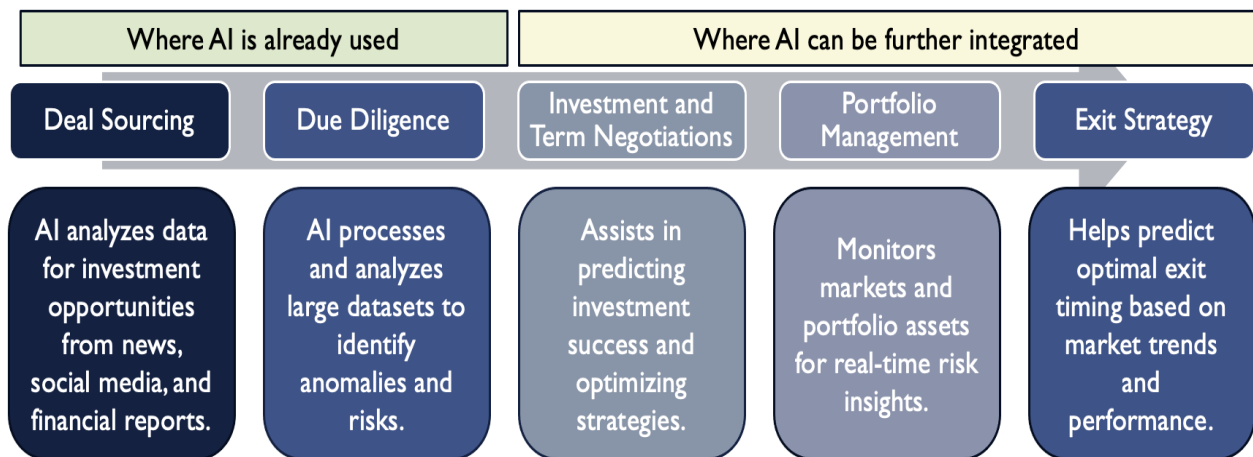 Where AI is already used
Where AI can be further integrated
Deal Sourcing
Due Diligence
Investment and
Term Negotiations
Portfolio
Management
Exit Strategy
AI analyzes data
for investment
opportunities
from news,
social media, and
financial reports.
AI processes
and analyzes
large datasets to
identify
anomalies and
risks.
Assists in
predicting
investment
success and
optimizing
strategies.
Monitors
markets and
portfolio assets
for real-time risk
insights.
Helps predict
optimal exit
timing based on
market trends
and
performance.